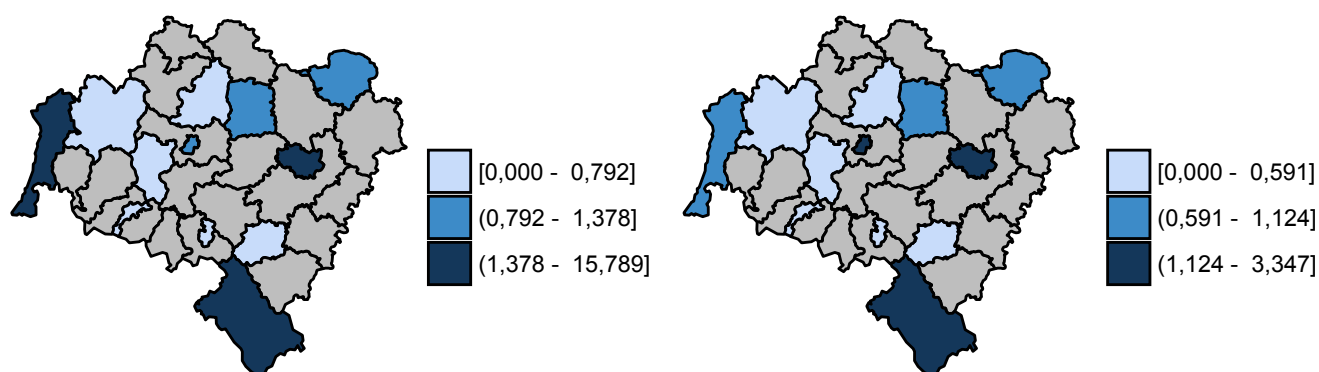 [0,000 - 0,792]
(0,792 - 1,378]
(1,378 - 15,789]
[0,000 - 0,591]
(0,591 - 1,124]
(1,124 - 3,347]